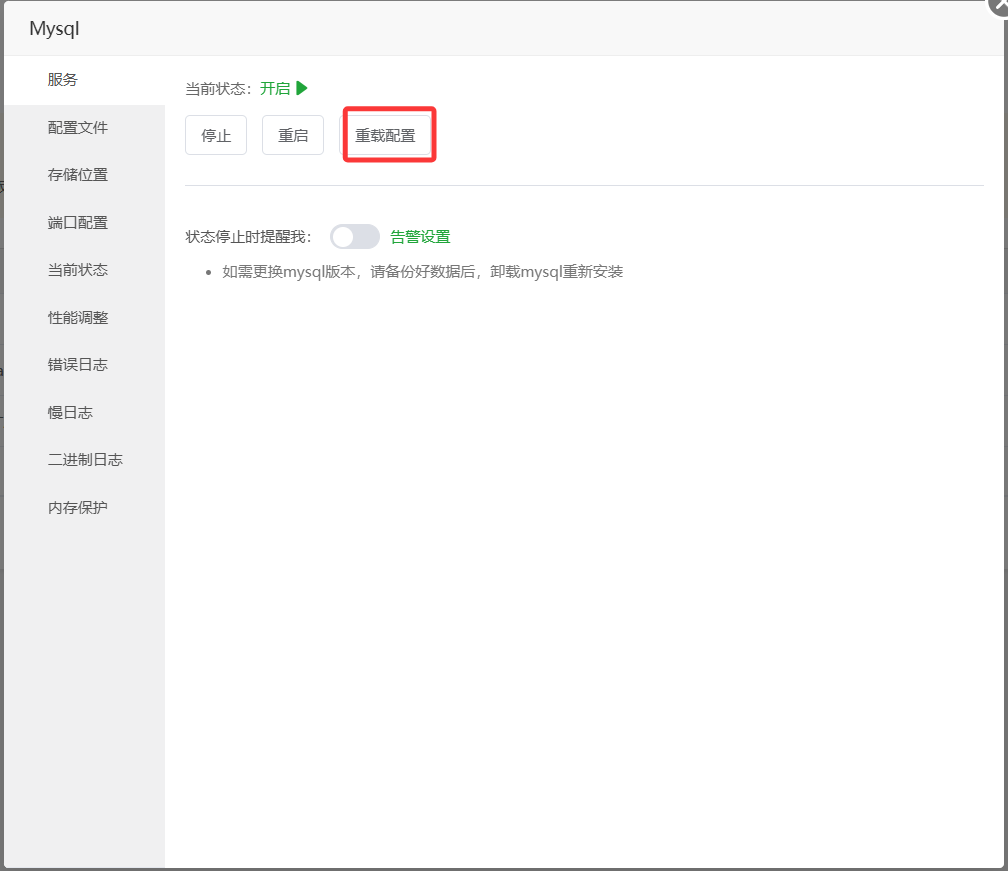 Mysql
服务
配置文件
存储位置
端口配置
当前状态
性能调整
错误日志
慢日志
二进制日志
内存保护
当前状态：开启
停止 重启 重载配置
状态停止时提醒我： 告警设置
如需更换mysql版本，请备份好数据后，卸载mysql重新安装